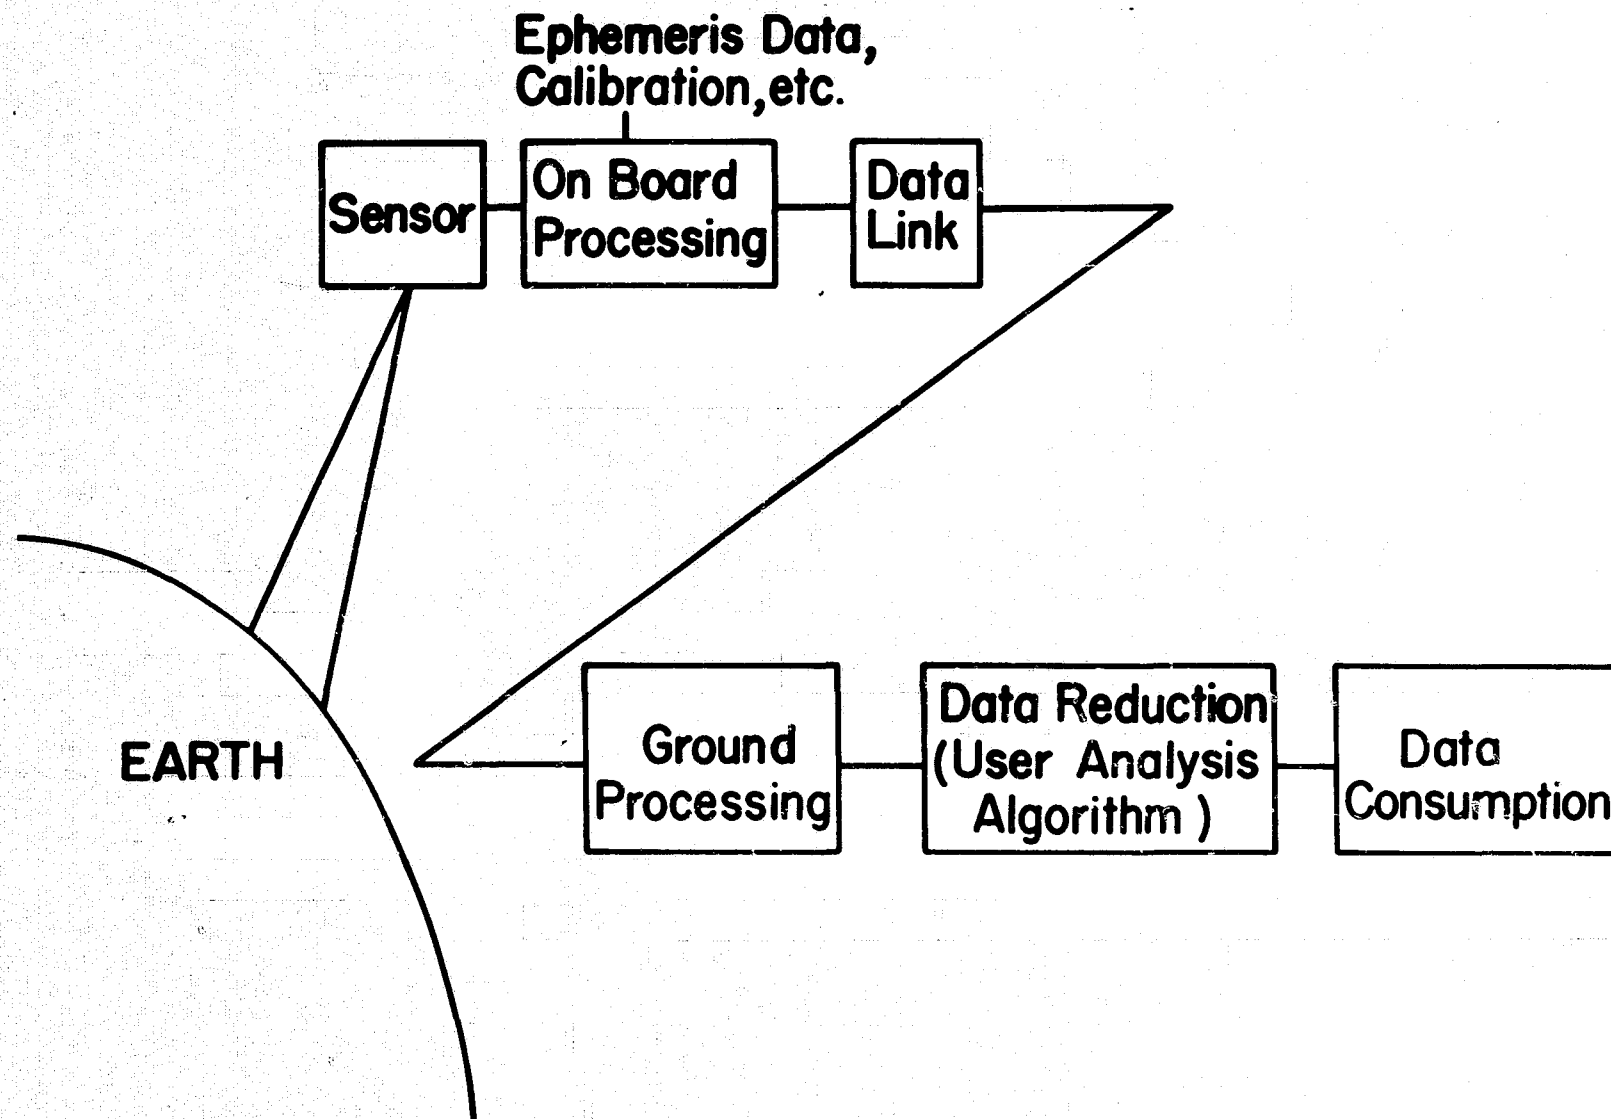 Ephemeris Data,
Calibration, etc.
Sensor
On Board
Processing
Data
Link
EARTH
Ground
Processing
Data Reduction
(User Analysis
Algorithm)
Data
Consumption